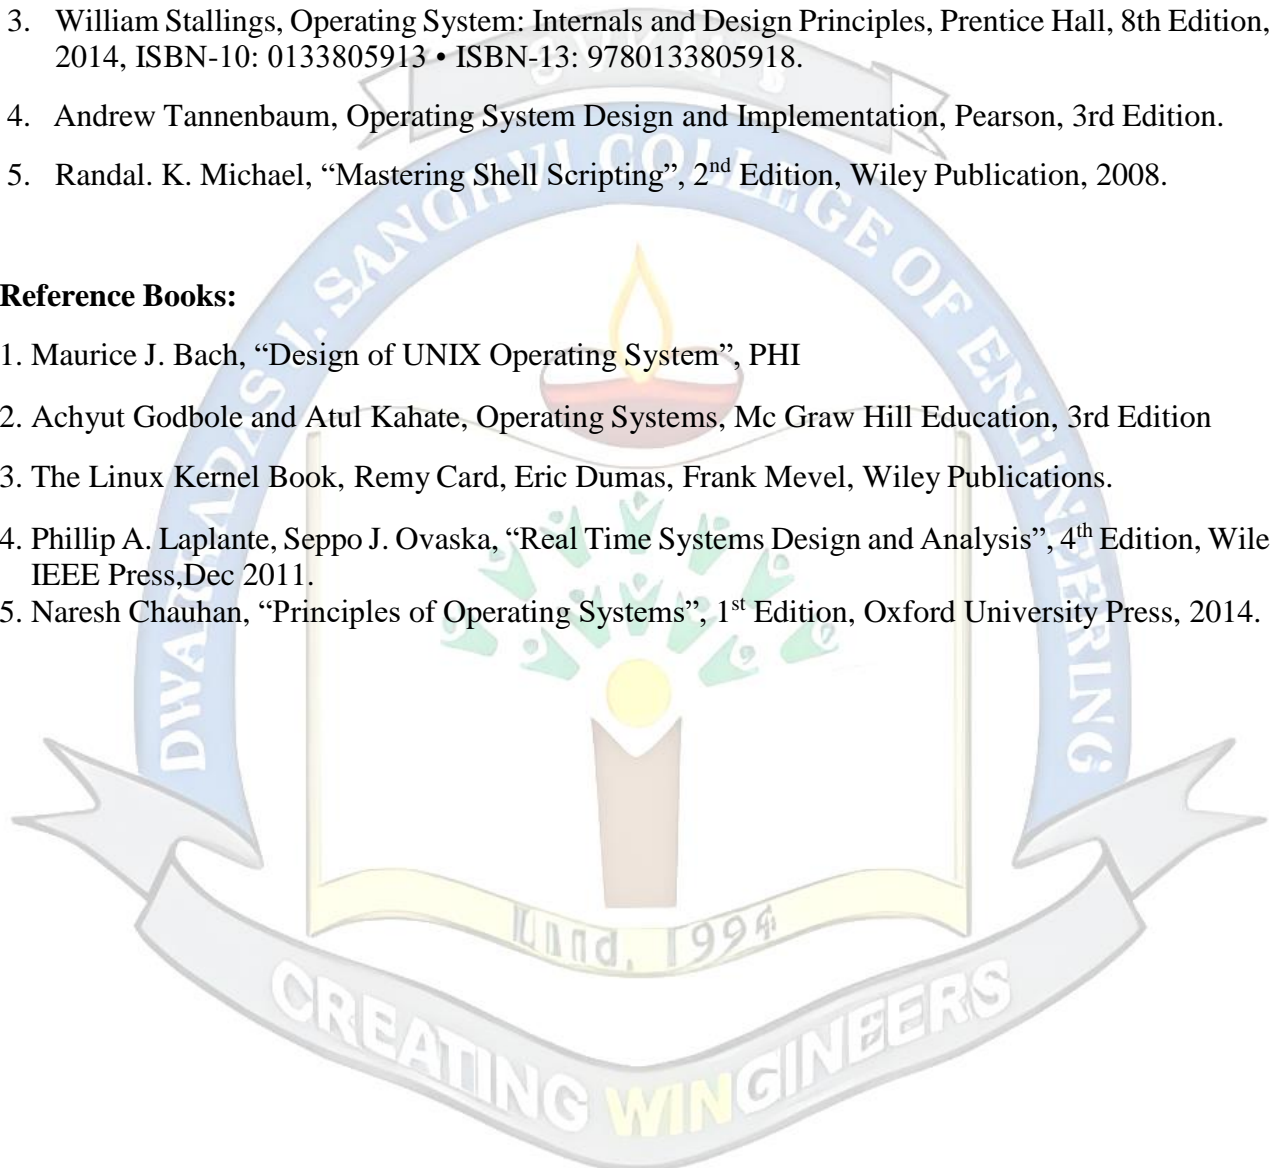 3. William Stallings, Operating System: Internals and Design Principles, Prentice Hall, 8th Edition,
2014, ISBN-10: 0133805913 • ISBN-13: 9780133805918.
4. Andrew Tannenbaum, Operating System Design and Implementation, Pearson, 3rd Edition.
5. Randal. K. Michael, “Mastering Shell Scripting”, 2nd Edition, Wiley Publication, 2008.
Reference Books:
1. Maurice J. Bach, “Design of UNIX Operating System”, PHI
2. Achyut Godbole and Atul Kahate, Operating Systems, Mc Graw Hill Education, 3rd Edition
3. The Linux Kernel Book, Remy Card, Eric Dumas, Frank Mevel, Wiley Publications.
4. Phillip A. Laplante, Seppo J. Ovaska, “Real Time Systems Design and Analysis”, 4th Edition, Wile
IEEE Press,Dec 2011.
5. Naresh Chauhan, “Principles of Operating Systems”, 1st Edition, Oxford University Press, 2014.
DWARKADAS J. SANGHVI COLLEGE OF ENGINEERING
1994
CREATING WINGINEERS